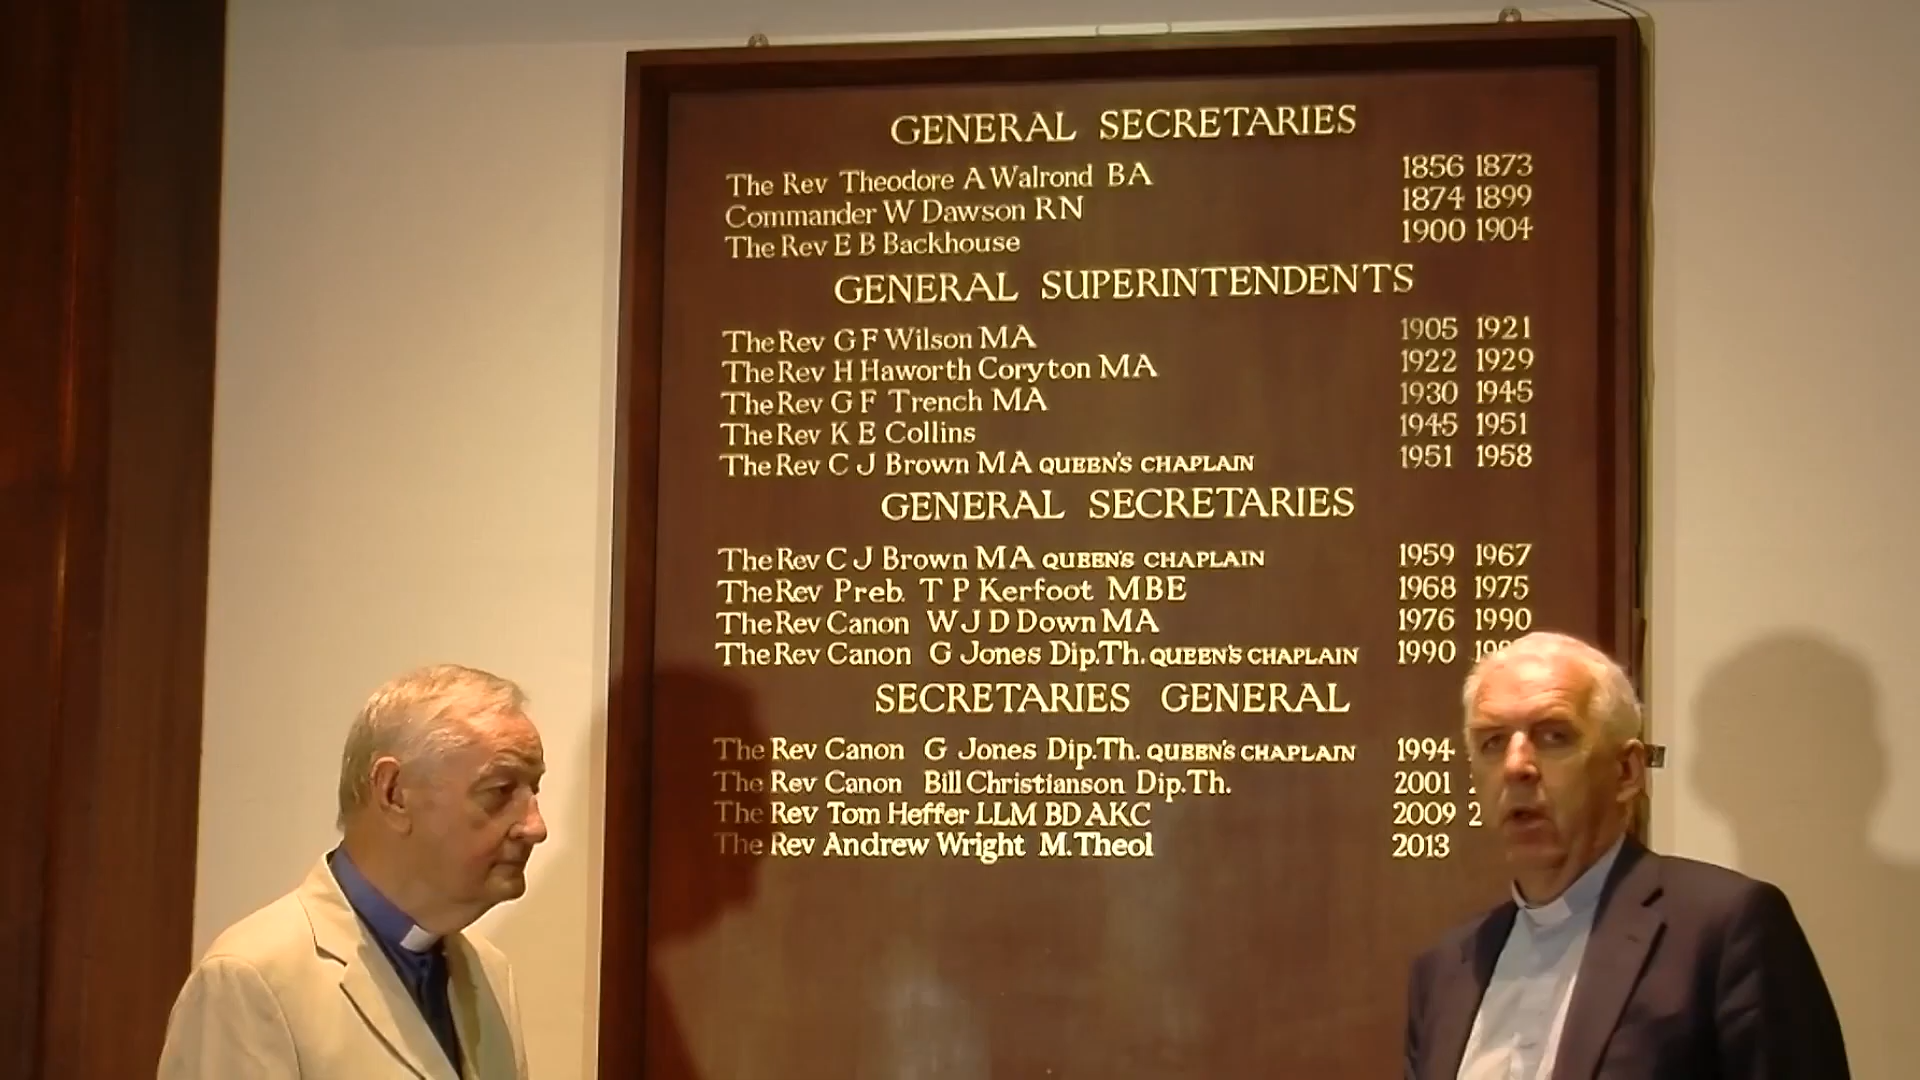 GENERAL SECRETARIES
The Rev Theodore A Walrond BA 1856 1873
Commander W Dawson RN 1874 1899
The Rev E B Backhouse 1900 1904
GENERAL SUPERINTENDENTS
The Rev G F Wilson MA 1905 1921
The Rev H Haworth Coryton MA 1922 1929
The Rev G F Trench MA 1930 1945
The Rev K E Collins 1945 1951
The Rev C J Brown MA QUEEN'S CHAPLAIN 1951 1958
GENERAL SECRETARIES
The Rev C J Brown MA QUEEN'S CHAPLAIN 1959 1967
The Rev Preb. T P Kerfoot MBE 1968 1975
The Rev Canon W J D Down MA 1976 1990
The Rev Canon G Jones Dip.Th. QUEEN'S CHAPLAIN 1990
SECRETARIES GENERAL
The Rev Canon G Jones Dip.Th. QUEEN'S CHAPLAIN 1994
The Rev Canon Bill Christianson Dip.Th. 2001
The Rev Tom Heffer LLM BD AKC 2009
The Rev Andrew Wright M.Theol 2013